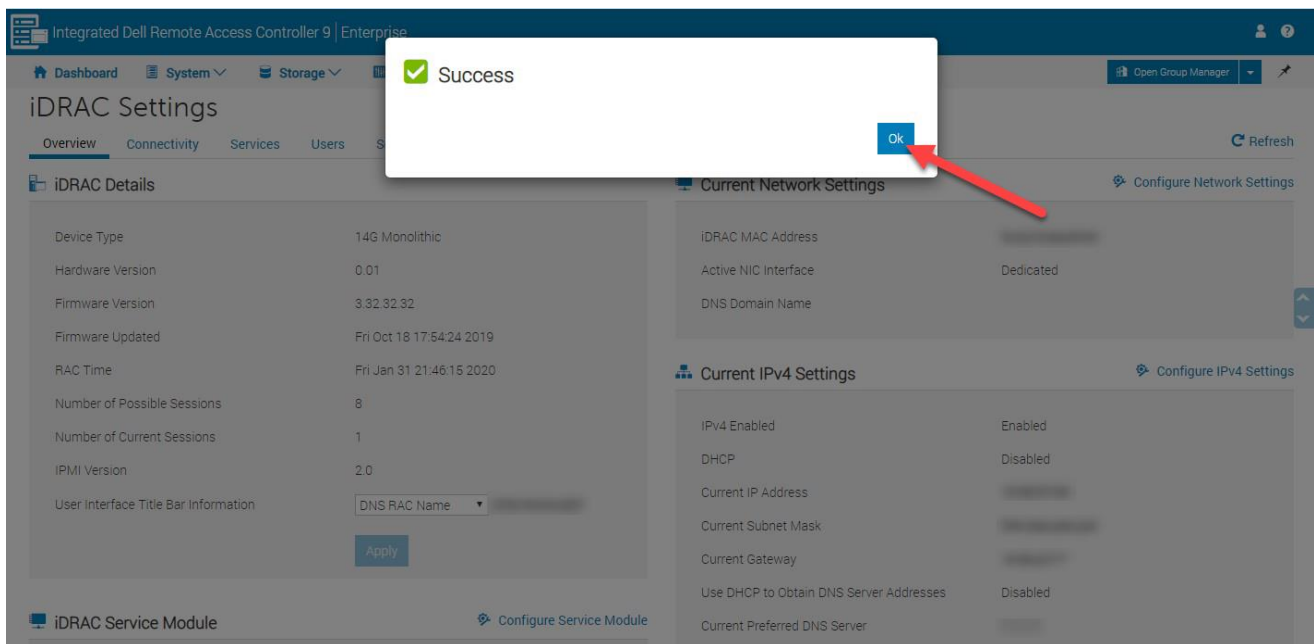 Integrated Dell Remote Access Controller 9 | Enterprise
Success
Ok
Dashboard System Storage Open Group Manager
iDRAC Settings
Overview Connectivity Services Users Refresh
iDRAC Details
Device Type 14G Monolithic
Hardware Version 0.01
Firmware Version 3.32.32.32
Firmware Updated Fri Oct 18 17:54:24 2019
RAC Time Fri Jan 31 21:46:15 2020
Number of Possible Sessions 8
Number of Current Sessions 1
IPMI Version 2.0
User Interface Title Bar Information DNS RAC Name
Apply
iDRAC Service Module Configure Service Module
Current Network Settings Configure Network Settings
iDRAC MAC Address
Active NIC Interface Dedicated
DNS Domain Name
Current IPv4 Settings Configure IPv4 Settings
IPv4 Enabled Enabled
DHCP Disabled
Current IP Address
Current Subnet Mask
Current Gateway
Use DHCP to Obtain DNS Server Addresses Disabled
Current Preferred DNS Server